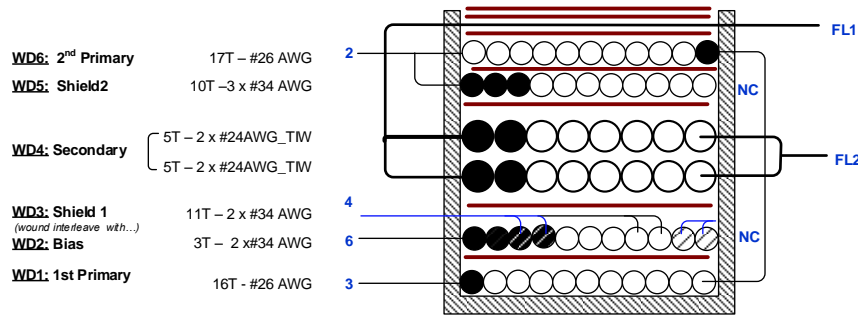 FL1
WD6: 2nd Primary 17T – #26 AWG 2
WD5: Shield2 10T –3 x #34 AWG NC
5T – 2 x #24AWG_TIW
WD4: Secondary
5T – 2 x #24AWG_TIW
FL2
4
WD3: Shield 1 11T – 2 x #34 AWG
(wound interleave with…)
WD2: Bias 3T – 2 x#34 AWG 6 NC
WD1: 1st Primary
16T - #26 AWG 3